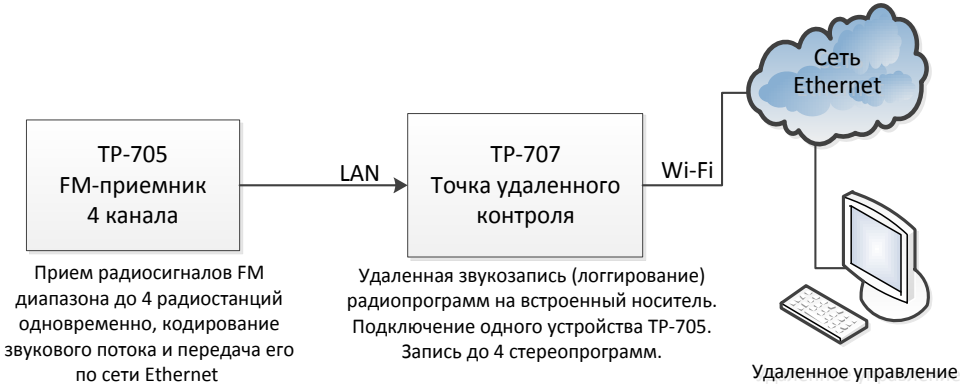 Сеть
Ethernet
TP-705
FM-приемник
4 канала
LAN
TP-707
Точка удаленного
контроля
Wi-Fi
Прием радиосигналов FM
диапазона до 4 радиостанций
одновременно, кодирование
звукового потока и передача его
по сети Ethernet
Удаленная звукозапись (логгирование)
радиопрограмм на встроенный носитель.
Подключение одного устройства TP-705.
Запись до 4 стереопрограмм.
Удаленное управление